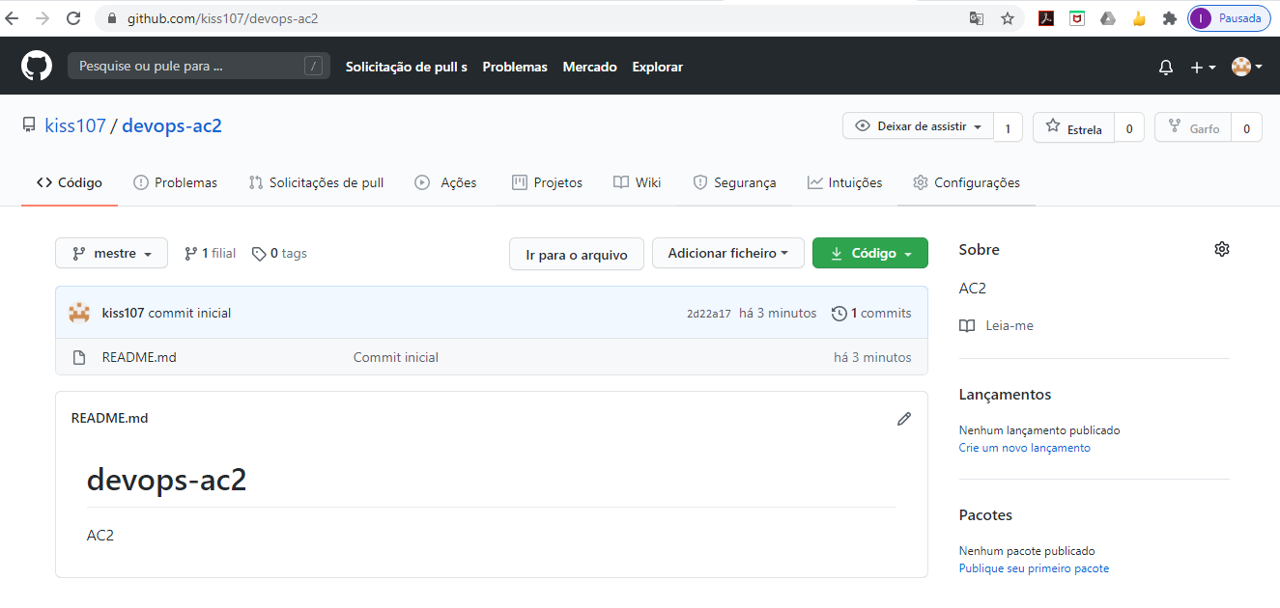 github.com/kiss107/devops-ac2
I Pausada
Pesquise ou pule para ... /
Solicitação de pull s Problemas Mercado Explorar
kiss107 / devops-ac2
Deixar de assistir 1 Estrela 0 Garfo 0
Código Problemas Solicitações de pull Ações Projetos Wiki Segurança Intuições Configurações
mestre 1 filial 0 tags Ir para o arquivo Adicionar ficheiro Código
kiss107 commit inicial 2d22a17 há 3 minutos 1 commits
README.md Commit inicial há 3 minutos
README.md
devops-ac2
AC2
Sobre
AC2
Leia-me
Lançamentos
Nenhum lançamento publicado
Crie um novo lançamento
Pacotes
Nenhum pacote publicado
Publique seu primeiro pacote